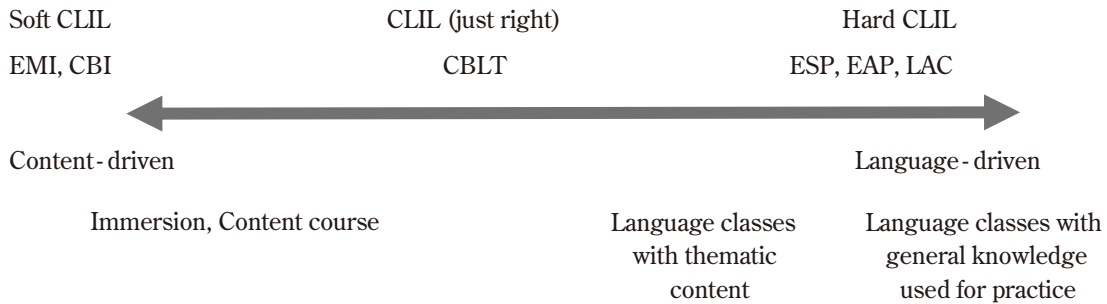 Soft CLIL CLIL (just right) Hard CLIL
EMI, CBI CBLT ESP, EAP, LAC
Content-driven Language-driven
Immersion, Content course Language classes Language classes with
with thematic general knowledge
content used for practice